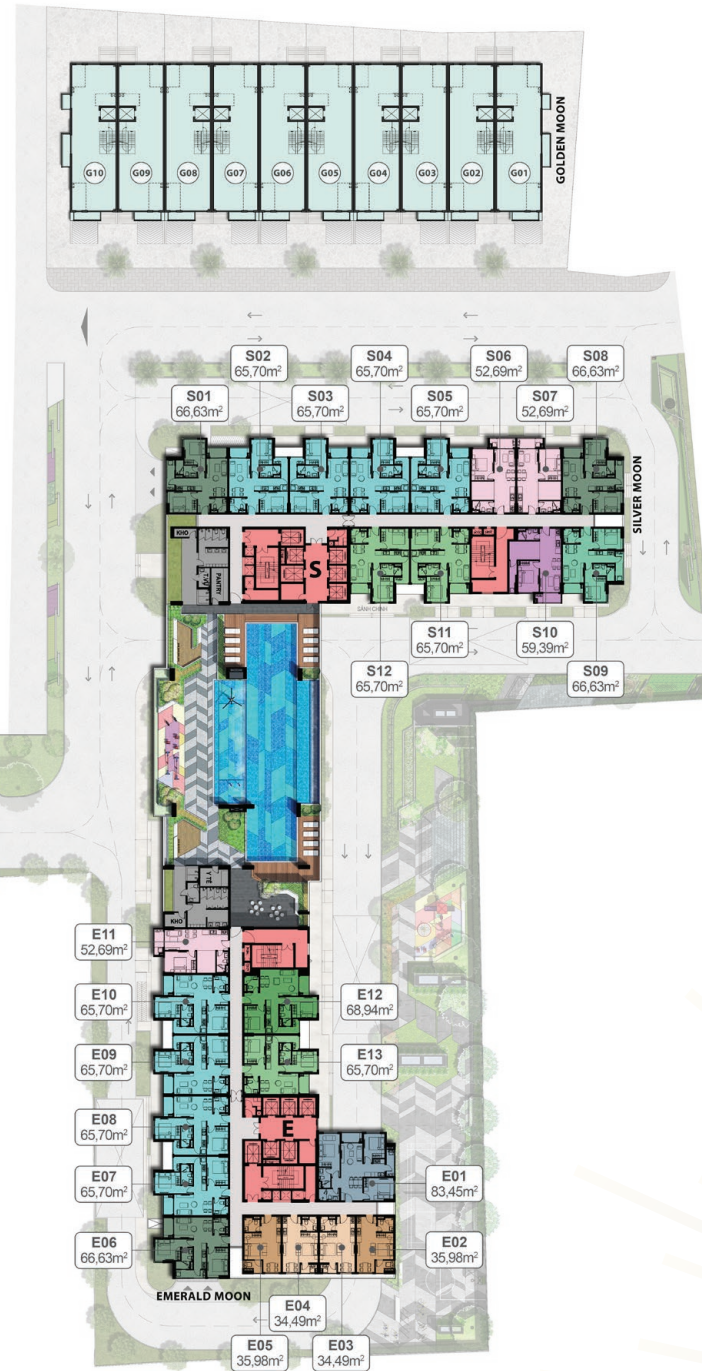 G10
G09
G08
G07
G06
G05
G04
G03
G02
G01
GOLDEN MOON
S02
65,70m²
S04
65,70m²
S06
52,69m²
S08
66,63m²
S01
66,63m²
S03
65,70m²
S05
65,70m²
S07
52,69m²
SILVER MOON
KHO
PANTRY
S
SẢNH CHÍNH
S12
65,70m²
S11
65,70m²
S10
59,39m²
S09
66,63m²
Y TẾ
KHO
E11
52,69m²
E10
65,70m²
E12
68,94m²
E09
65,70m²
E13
65,70m²
E08
65,70m²
E
E07
65,70m²
E01
83,45m²
E06
66,63m²
E02
35,98m²
EMERALD MOON
E04
34,49m²
E05
35,98m²
E03
34,49m²